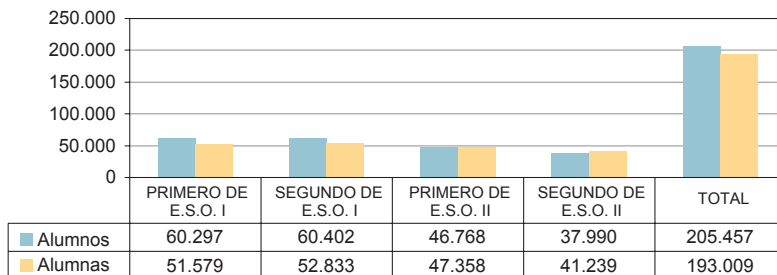 250.000
200.000
150.000
100.000
50.000
0
PRIMERO DE E.S.O. I
SEGUNDO DE E.S.O. I
PRIMERO DE E.S.O. II
SEGUNDO DE E.S.O. II
TOTAL
Alumnos 60.297 60.402 46.768 37.990 205.457
Alumnas 51.579 52.833 47.358 41.239 193.009